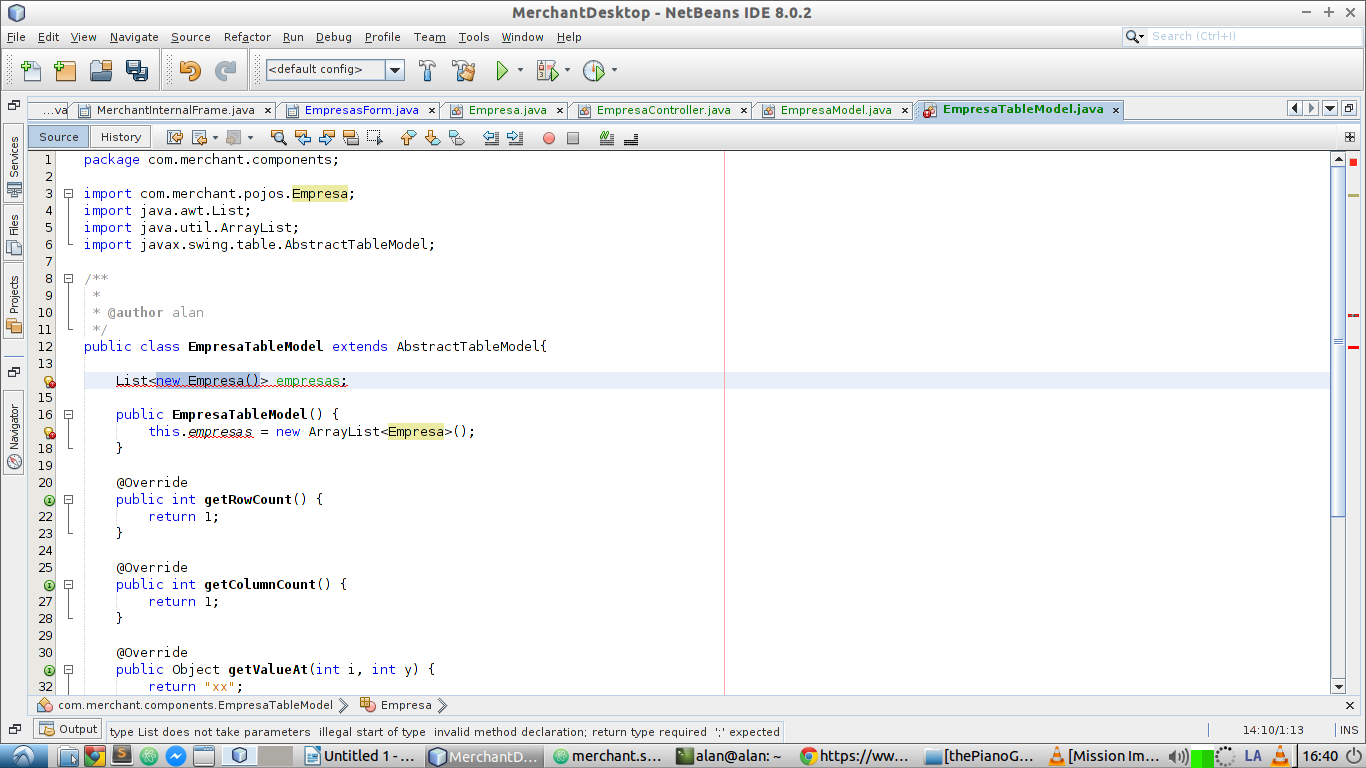 MerchantDesktop - NetBeans IDE 8.0.2
File Edit View Navigate Source Refactor Run Debug Profile Team Tools Window Help
Search (Ctrl+I)
<default config>
...va MerchantInternalFrame.java EmpresasForm.java Empresa.java EmpresaController.java EmpresaModel.java EmpresaTableModel.java
Source History
Services
Files
Projects
Navigator
1 package com.merchant.components;
2
3 import com.merchant.pojos.Empresa;
4 import java.awt.List;
5 import java.util.ArrayList;
6 import javax.swing.table.AbstractTableModel;
7
8 /**
9 *
10 * @author alan
11 */
12 public class EmpresaTableModel extends AbstractTableModel{
13
List<new Empresa()> empresas;
15
16 public EmpresaTableModel() {
this.empresas = new ArrayList<Empresa>();
18 }
19
20 @Override
public int getRowCount() {
22 return 1;
23 }
24
25 @Override
public int getColumnCount() {
27 return 1;
28 }
29
30 @Override
public Object getValueAt(int i, int y) {
32 return "xx";
com.merchant.components.EmpresaTableModel Empresa
Output type List does not take parameters illegal start of type invalid method declaration; return type required ';' expected 14:10/1:13 INS
Untitled 1 - ... MerchantD... merchant.s... alan@alan: ~ https://ww... [thePianoG... [Mission Im... LA 16:40